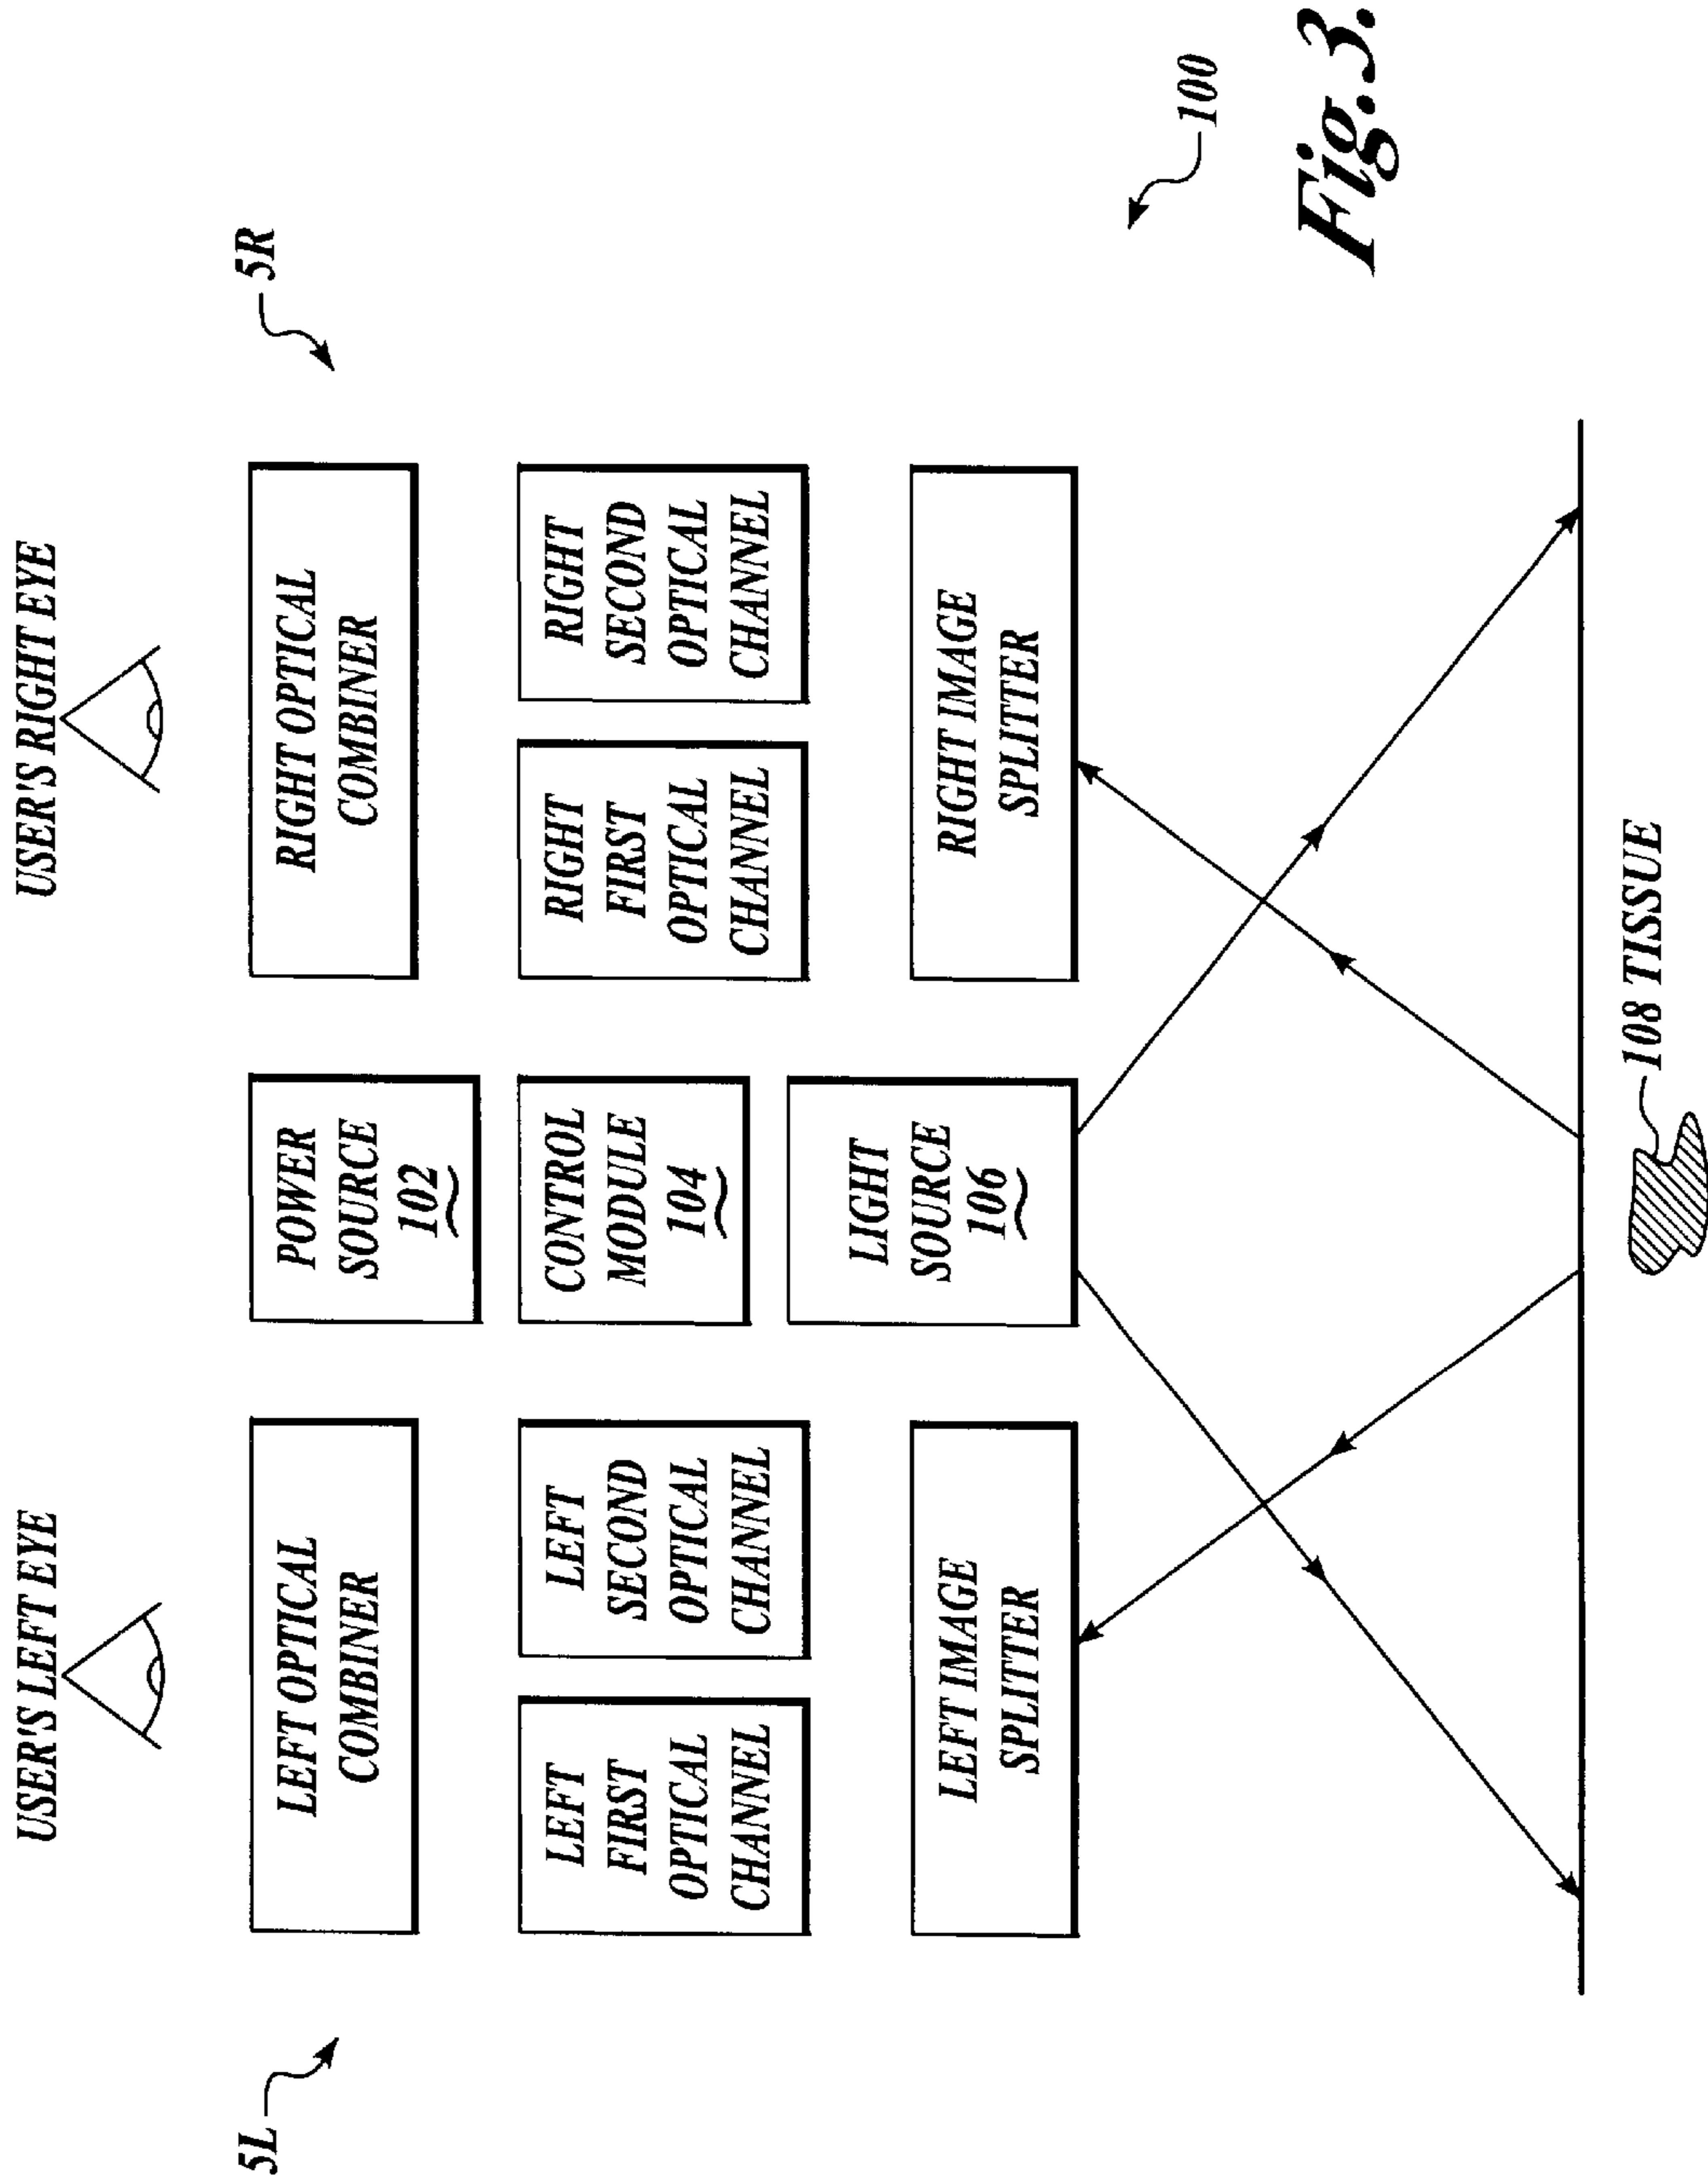 USER'S LEFT EYE
USER'S RIGHT EYE
5L
5R
LEFT OPTICAL
COMBINER
POWER
SOURCE
102
RIGHT OPTICAL
COMBINER
LEFT
FIRST
OPTICAL
CHANNEL
LEFT
SECOND
OPTICAL
CHANNEL
CONTROL
MODULE
104
RIGHT
FIRST
OPTICAL
CHANNEL
RIGHT
SECOND
OPTICAL
CHANNEL
LEFT IMAGE
SPLITTER
LIGHT
SOURCE
106
RIGHT IMAGE
SPLITTER
100
108 TISSUE
Fig.3.